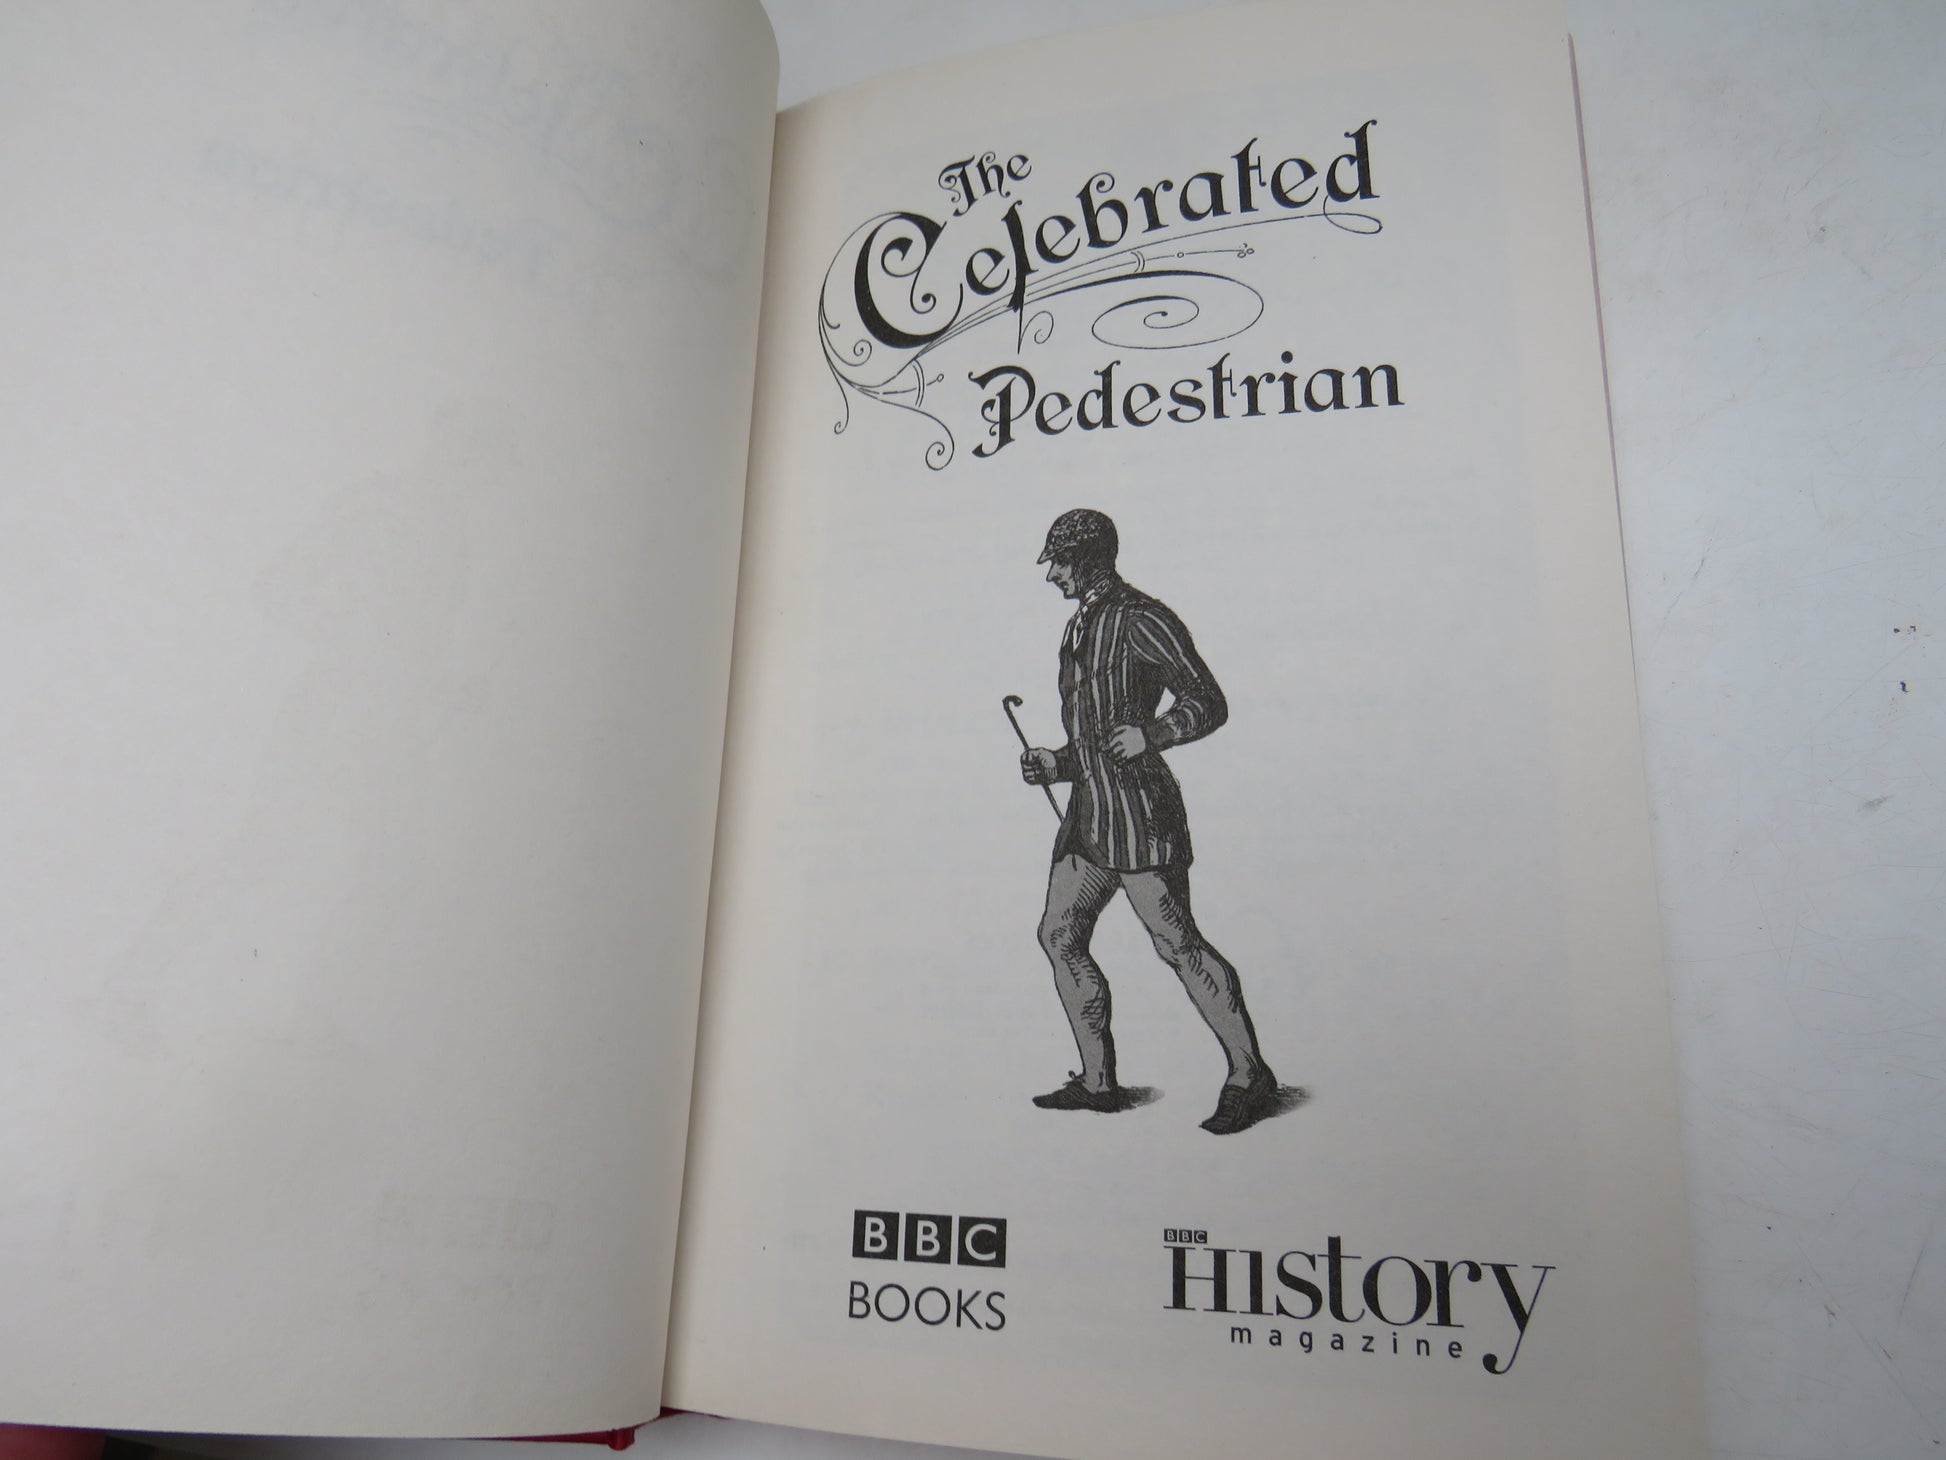 The
Celebrated
Pedestrian
BBC
BOOKS
BBC
History
magazine